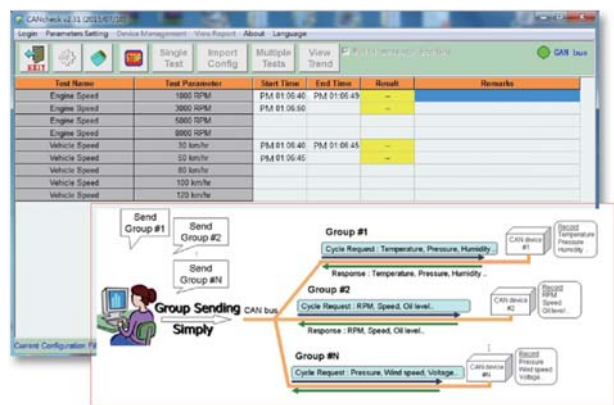 CANcheck v2.31 (2013/07/10)
Login Parameters Setting Device Management View Report About Language
EXIT STOP Single Test Import Config Multiple Tests View Trend CAN bus
Test Name Test Parameter Start Time End Time Result Remarks
Engine Speed 1000 RPM PM 01:06:40 PM 01:06:49 --
Engine Speed 3000 RPM PM 01:06:50
Engine Speed 5000 RPM
Engine Speed 8000 RPM
Vehicle Speed 30 km/hr PM 01:06:40 PM 01:06:45 --
Vehicle Speed 50 km/hr PM 01:06:45
Vehicle Speed 80 km/hr
Vehicle Speed 100 km/hr
Vehicle Speed 120 km/hr
Current Configuration
Send
Group #1
Send
Group #2
Send
Group #N
Group Sending
Simply
CAN bus
Group #1
Cycle Request : Temperature, Pressure, Humidity ..
Response : Temperature, Pressure, Humidity ..
CAN device
#1
Record
Temperature
Pressure
Humidity ..
Group #2
Cycle Request : RPM, Speed, Oil level..
Response : RPM, Speed, Oil level..
CAN device
#2
Record
RPM
Speed
Oil level..
Group #N
Cycle Request : Pressure, Wind speed, Voltage..
CAN device
#N
Record
Pressure
Wind speed
Voltage..